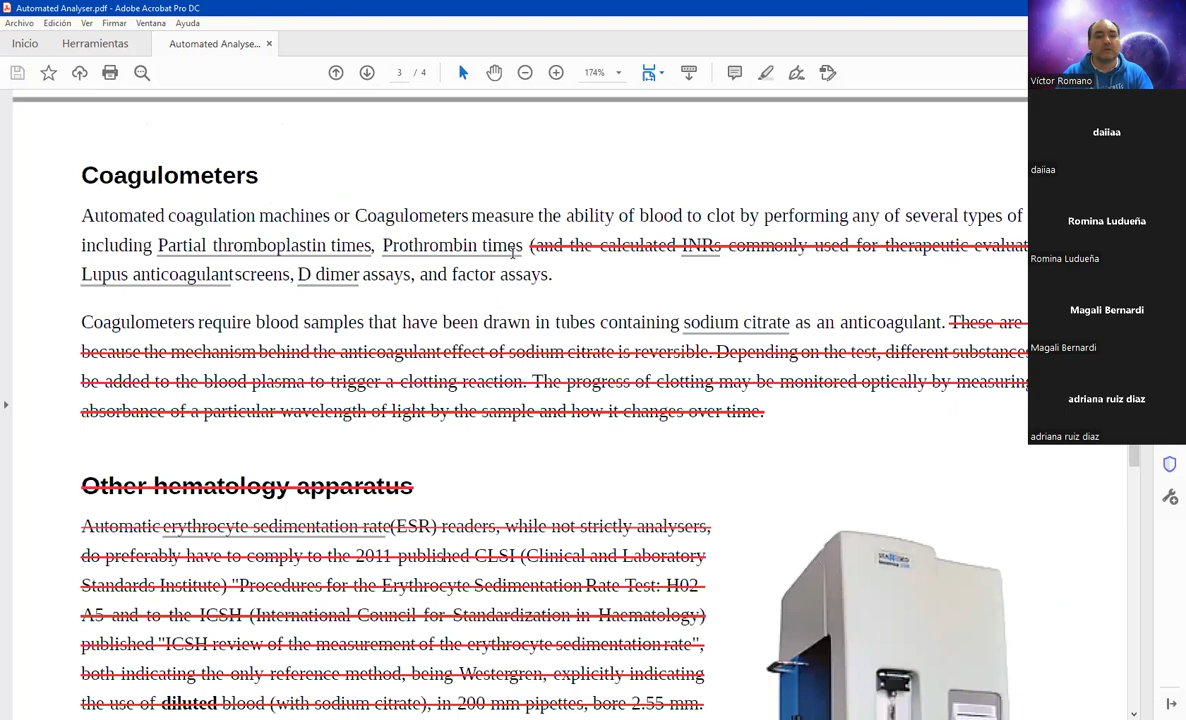 Automated Analyser.pdf - Adobe Acrobat Pro DC
Archivo Edición Ver Firmar Ventana Ayuda
Inicio Herramientas Automated Analyse... ×
3 / 4 174%
Coagulometers
Automated coagulation machines or Coagulometers measure the ability of blood to clot by performing any of several types of
including Partial thromboplastin times, Prothrombin times (and the calculated INRs commonly used for therapeutic evaluat
Lupus anticoagulant screens, D dimer assays, and factor assays.
Coagulometers require blood samples that have been drawn in tubes containing sodium citrate as an anticoagulant. These are
because the mechanism behind the anticoagulant effect of sodium citrate is reversible. Depending on the test, different substances
be added to the blood plasma to trigger a clotting reaction. The progress of clotting may be monitored optically by measuring
absorbance of a particular wavelength of light by the sample and how it changes over time.
Other hematology apparatus
Automatic erythrocyte sedimentation rate (ESR) readers, while not strictly analysers,
do preferably have to comply to the 2011-published CLSI (Clinical and Laboratory
Standards Institute) "Procedures for the Erythrocyte Sedimentation Rate Test: H02-
A5 and to the ICSH (International Council for Standardization in Haematology)
published "ICSH review of the measurement of the erythrocyte sedimentation rate",
both indicating the only reference method, being Westergren, explicitly indicating
the use of diluted blood (with sodium citrate), in 200 mm pipettes, bore 2.55 mm.
Víctor Romano
daiiaa
daiiaa
Romina Ludueña
Romina Ludueña
Magali Bernardi
Magali Bernardi
adriana ruiz diaz
adriana ruiz diaz